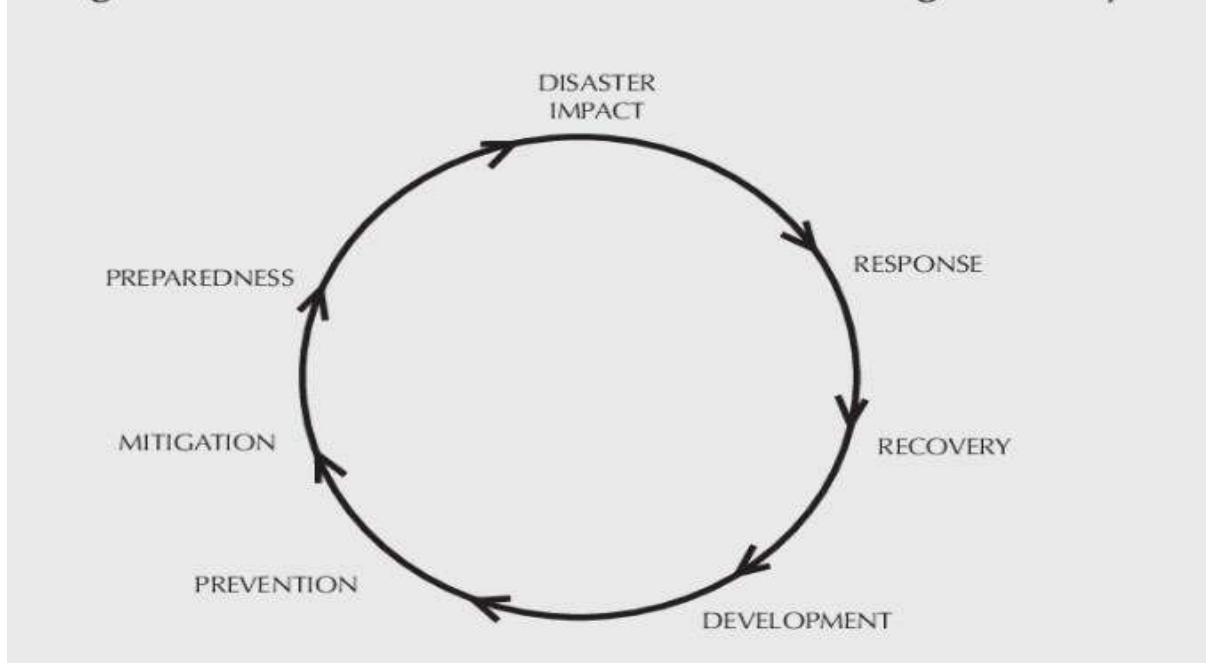 DISASTER
IMPACT
RESPONSE
PREPAREDNESS
MITIGATION
RECOVERY
PREVENTION
DEVELOPMENT